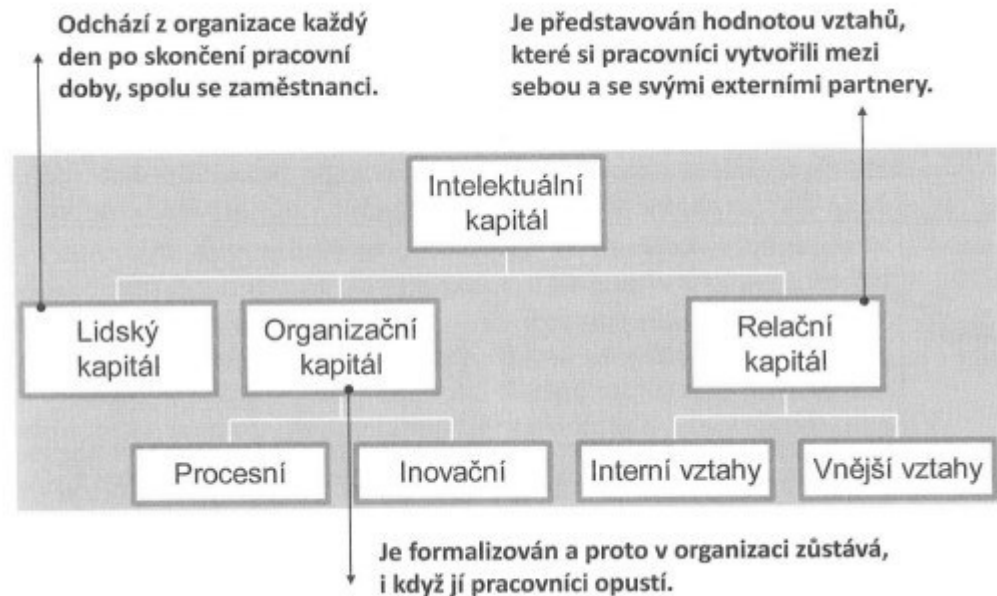 Odchází z organizace každý
den po skončení pracovní
doby, spolu se zaměstnanci.
Je představován hodnotou vztahů,
které si pracovníci vytvořili mezi
sebou a se svými externími partnery.
Intelektuální
kapitál
Lidský
kapitál
Organizační
kapitál
Relační
kapitál
Procesní
Inovační
Interní vztahy
Vnější vztahy
Je formalizován a proto v organizaci zůstává,
i když jí pracovníci opustí.